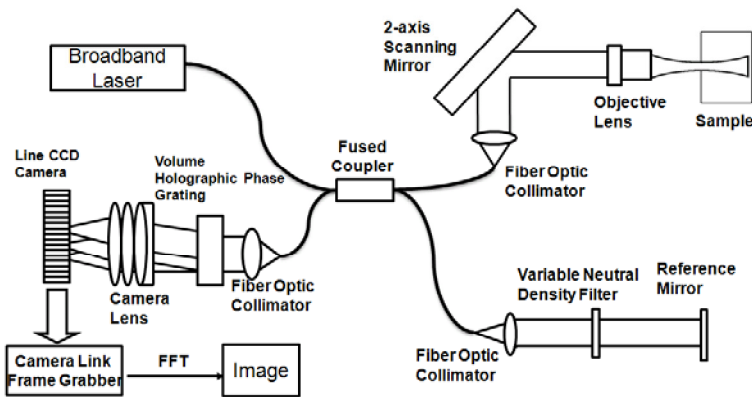 Broadband
Laser
2-axis
Scanning
Mirror
Objective
Lens
Sample
Fiber Optic
Collimator
Fused
Coupler
Line CCD
Camera
Volume
Holographic Phase
Grating
Camera
Lens
Fiber Optic
Collimator
Variable Neutral
Density Filter
Reference
Mirror
Fiber Optic
Collimator
Camera Link
Frame Grabber
FFT
Image